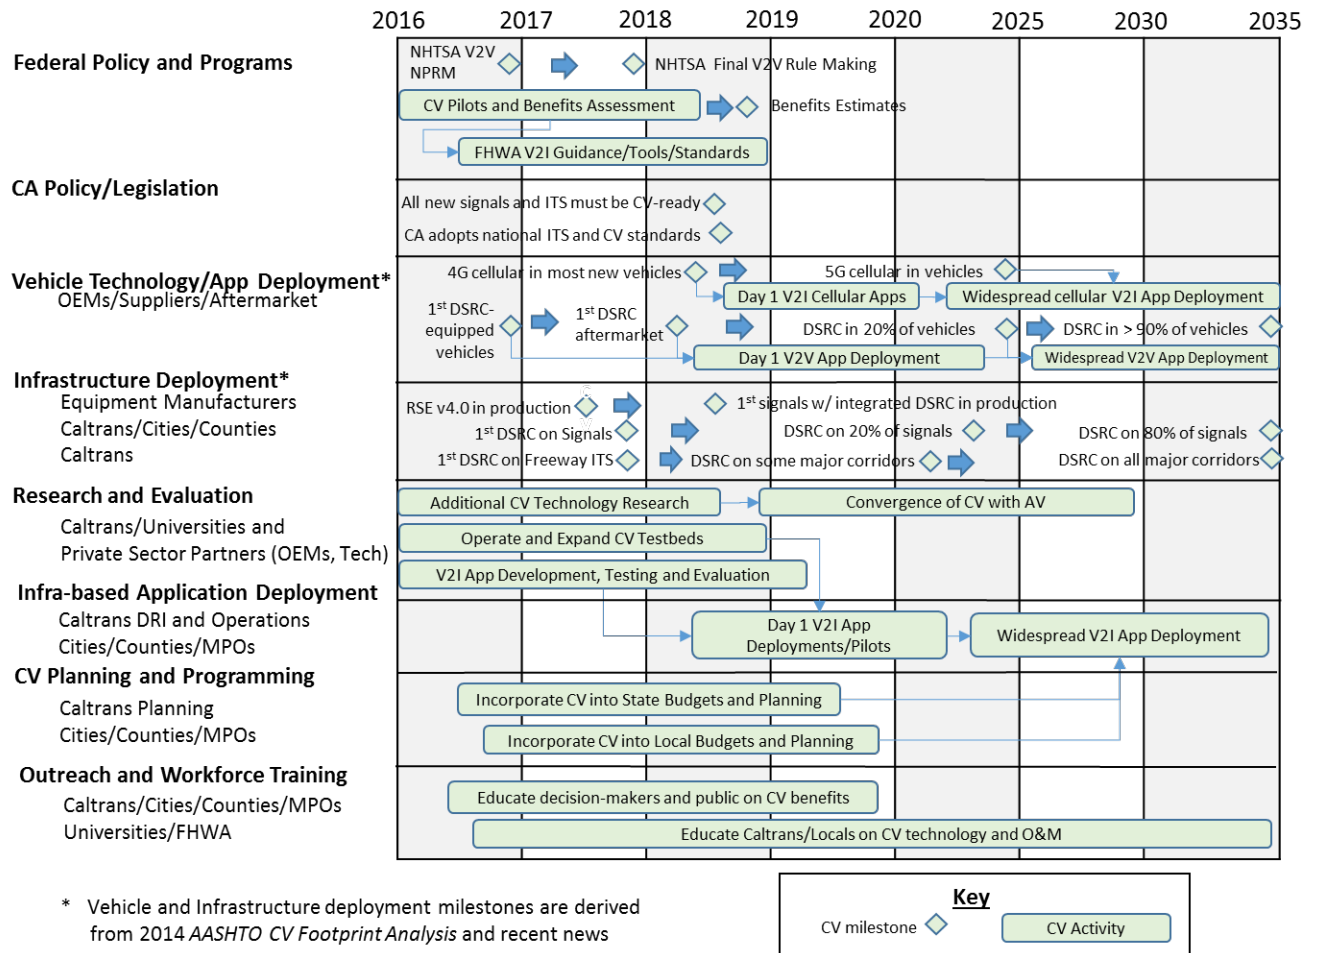 2016 2017 2018 2019 2020 2025 2030 2035
Federal Policy and Programs
NHTSA V2V
NPRM
NHTSA Final V2V Rule Making
CV Pilots and Benefits Assessment
Benefits Estimates
FHWA V2I Guidance/Tools/Standards
CA Policy/Legislation
All new signals and ITS must be CV-ready
CA adopts national ITS and CV standards
Vehicle Technology/App Deployment*
OEMs/Suppliers/Aftermarket
4G cellular in most new vehicles
5G cellular in vehicles
Day 1 V2I Cellular Apps
Widespread cellular V2I App Deployment
1st DSRC-
equipped
vehicles
1st DSRC
aftermarket
DSRC in 20% of vehicles
DSRC in > 90% of vehicles
Day 1 V2V App Deployment
Widespread V2V App Deployment
Infrastructure Deployment*
Equipment Manufacturers
Caltrans/Cities/Counties
Caltrans
RSE v4.0 in production
1st signals w/ integrated DSRC in production
1st DSRC on Signals
DSRC on 20% of signals
DSRC on 80% of signals
1st DSRC on Freeway ITS
DSRC on some major corridors
DSRC on all major corridors
Research and Evaluation
Caltrans/Universities and
Private Sector Partners (OEMs, Tech)
Additional CV Technology Research
Convergence of CV with AV
Operate and Expand CV Testbeds
V2I App Development, Testing and Evaluation
Infra-based Application Deployment
Caltrans DRI and Operations
Cities/Counties/MPOs
Day 1 V2I App
Deployments/Pilots
Widespread V2I App Deployment
CV Planning and Programming
Caltrans Planning
Cities/Counties/MPOs
Incorporate CV into State Budgets and Planning
Incorporate CV into Local Budgets and Planning
Outreach and Workforce Training
Caltrans/Cities/Counties/MPOs
Universities/FHWA
Educate decision-makers and public on CV benefits
Educate Caltrans/Locals on CV technology and O&M
* Vehicle and Infrastructure deployment milestones are derived
from 2014 AASHTO CV Footprint Analysis and recent news
Key
CV milestone
CV Activity